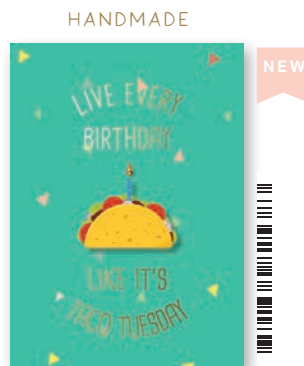 HANDMADE
NEW
LIVE EVERY
BIRTHDAY
LIKE IT'S
TACO TUESDAY